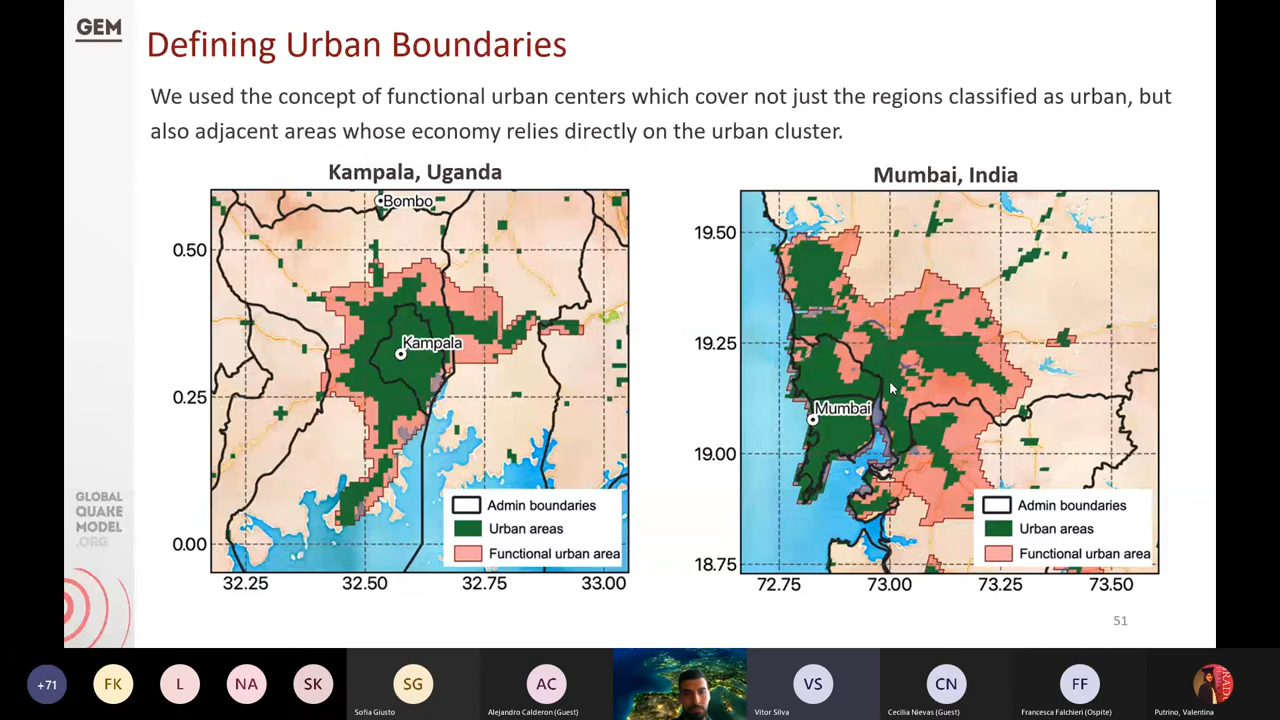 GEM
Defining Urban Boundaries
We used the concept of functional urban centers which cover not just the regions classified as urban, but
also adjacent areas whose economy relies directly on the urban cluster.
Kampala, Uganda
Bombo
Kampala
0.50
0.25
0.00
32.25 32.50 32.75 33.00
Admin boundaries
Urban areas
Functional urban area
Mumbai, India
Mumbai
19.50
19.25
19.00
18.75
72.75 73.00 73.25 73.50
Admin boundaries
Urban areas
Functional urban area
GLOBAL
QUAKE
MODEL
.ORG
51
+71
FK
L
NA
SK
SG
Sofia Giusto
AC
Alejandro Calderon (Guest)
VS
Vitor Silva
CN
Cecilia Nievas (Guest)
FF
Francesca Falchieri (Ospite)
Putrino, Valentina